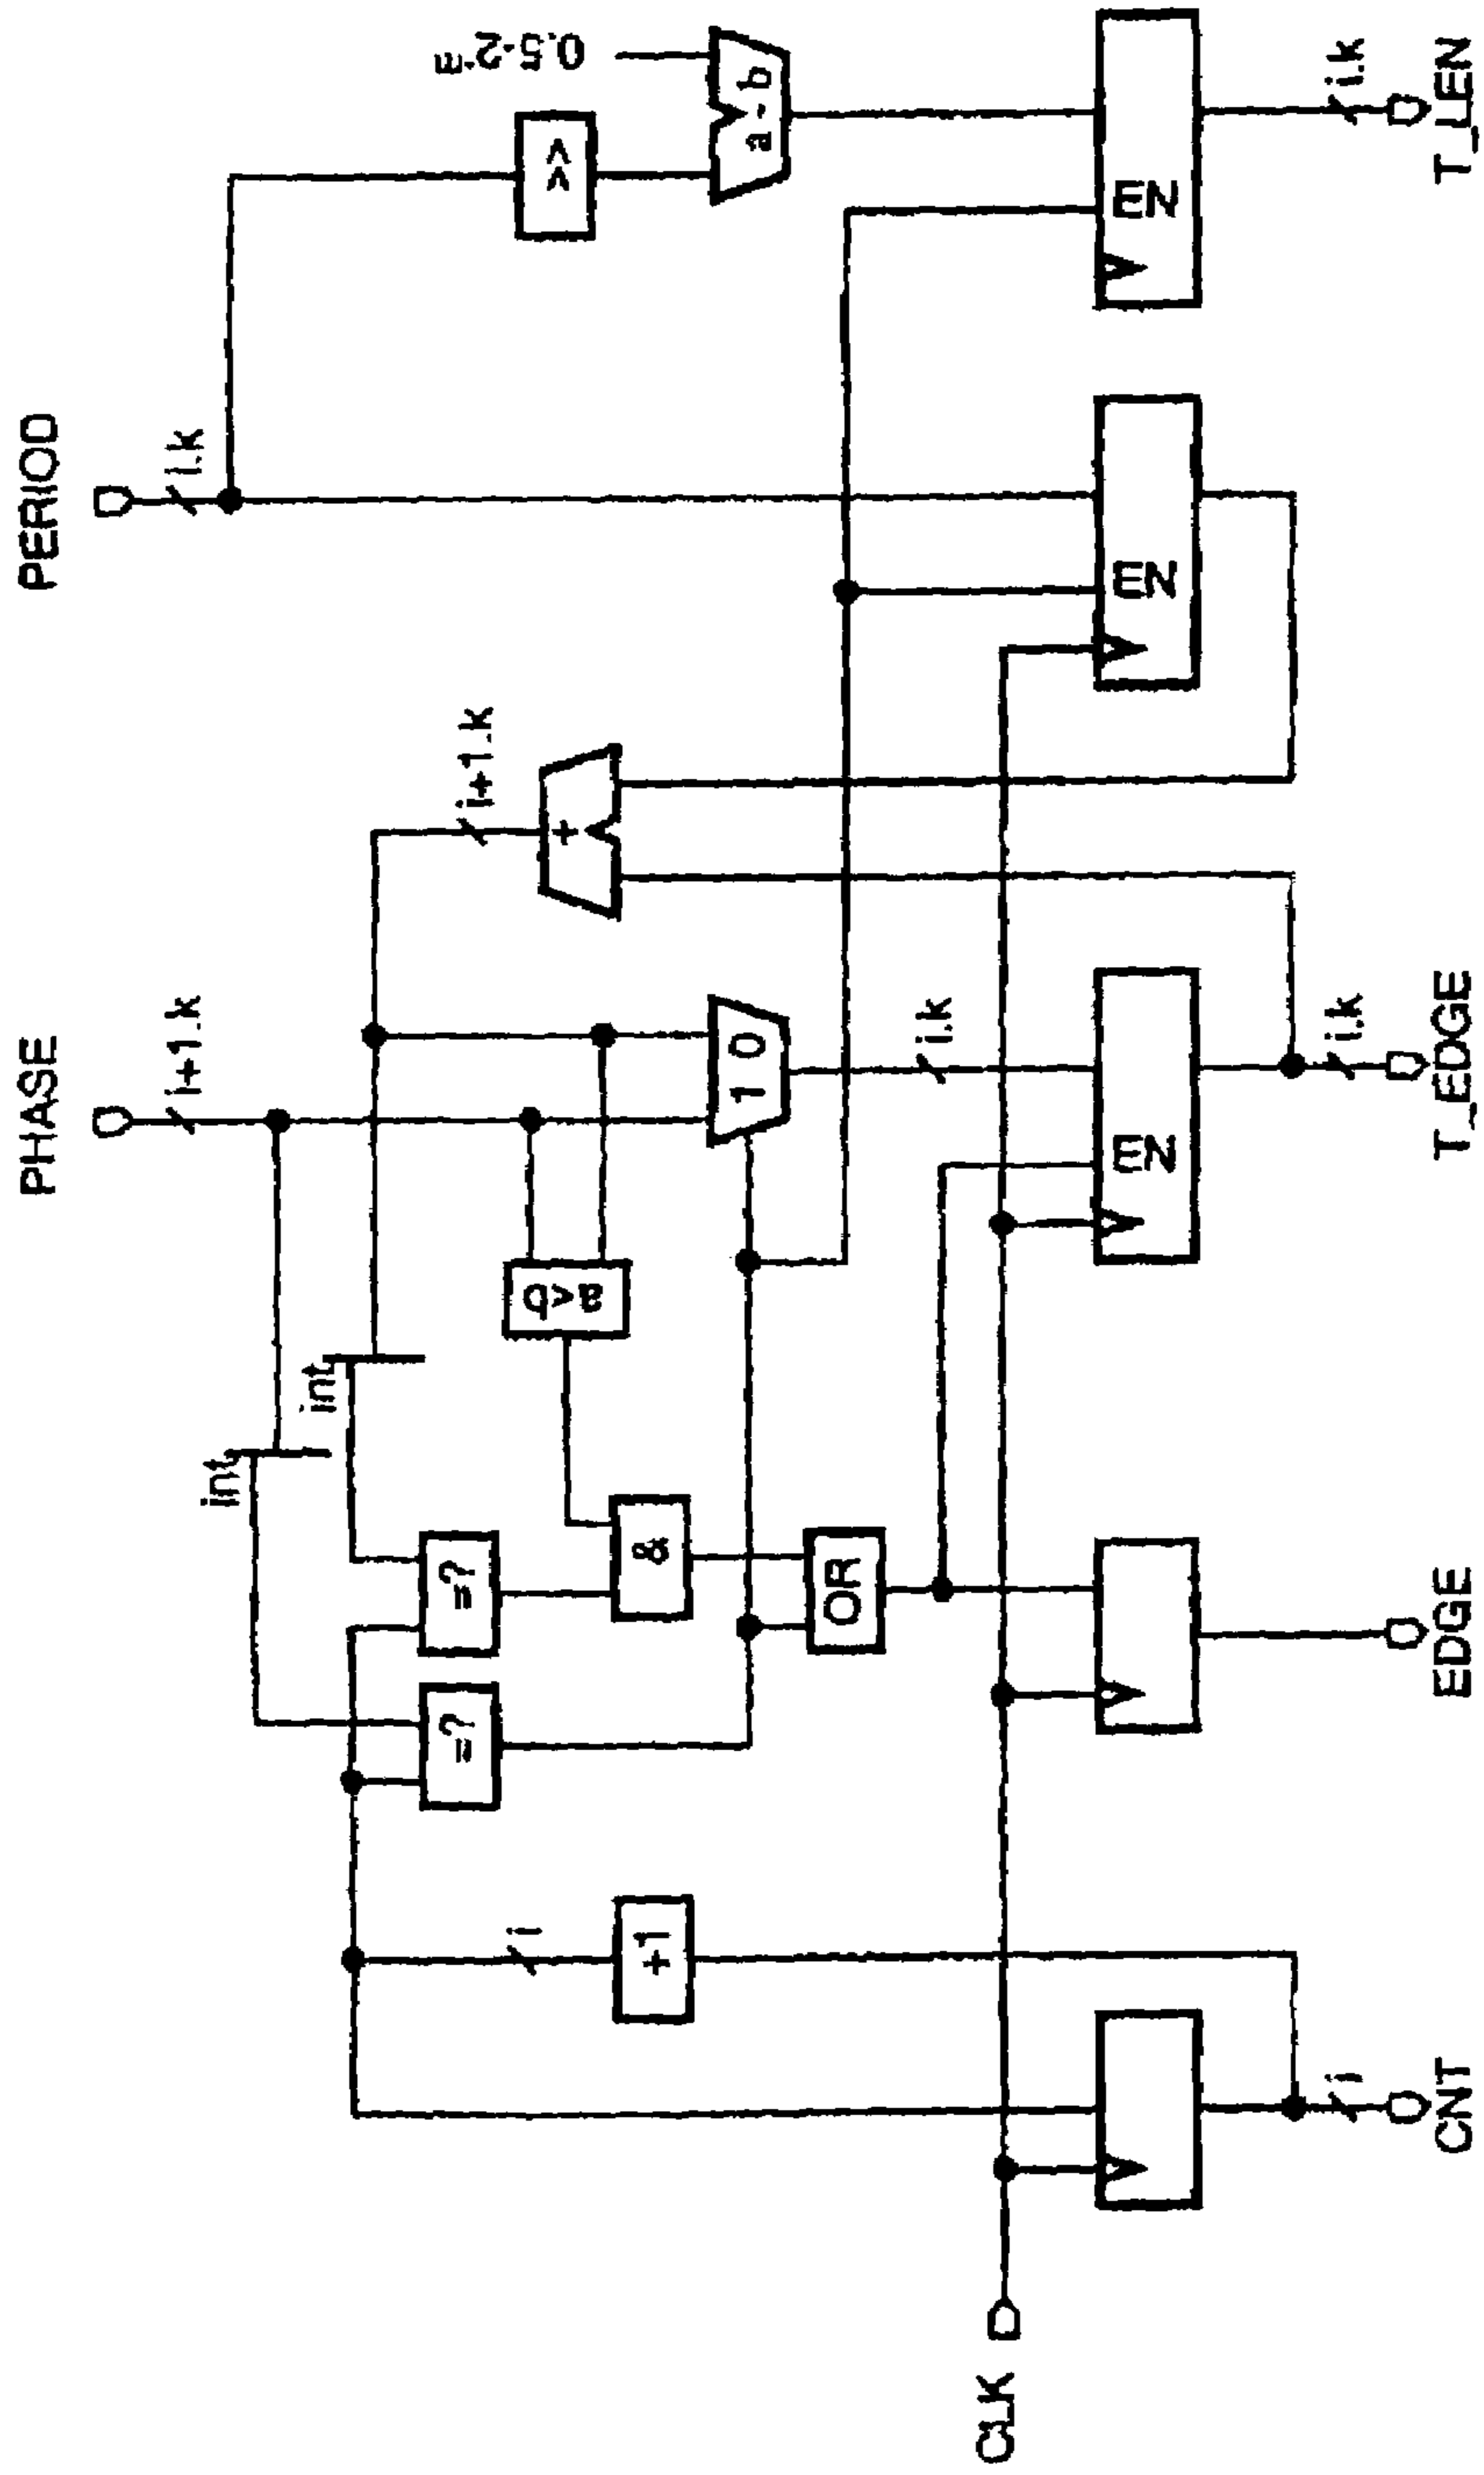 PHASE
PERIOD
i+1.k
i.k
int
int
=?
=?
i+1.k
0.5-2^-m
a<b
>>
+
i
+1
&
1 0
a - b
OR
i.k
CLK
EN
EN
EN
i
i.k
i.k
CNT
EDGE
T_EDGE
T_LEN